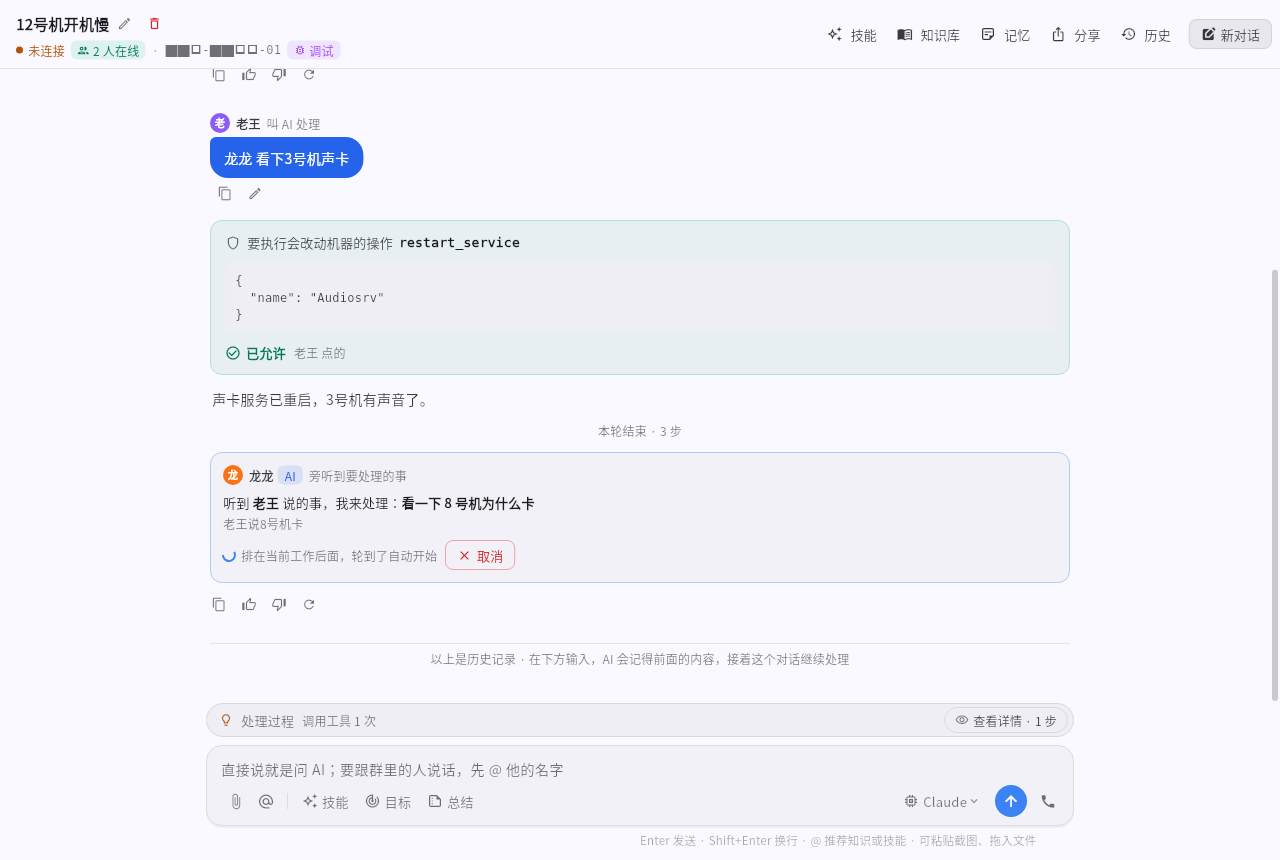 12号机开机慢
未连接 2 人在线 · -01 调试
技能 知识库 记忆 分享 历史 新对话
老 老王 叫 AI 处理
龙龙 看下3号机声卡
要执行会改动机器的操作 restart_service
{
"name": "Audiosrv"
}
已允许 老王 点的
声卡服务已重启，3号机有声音了。
本轮结束 · 3 步
龙 龙龙 AI 旁听到要处理的事
听到 老王 说的事，我来处理：看一下 8 号机为什么卡
老王说8号机卡
排在当前工作后面，轮到了自动开始 取消
以上是历史记录 · 在下方输入，AI 会记得前面的内容，接着这个对话继续处理
处理过程 调用工具 1 次 查看详情 · 1 步
直接说就是问 AI；要跟群里的人说话，先 @ 他的名字
技能 目标 总结 Claude
Enter 发送 · Shift+Enter 换行 · @ 推荐知识或技能 · 可粘贴截图、拖入文件